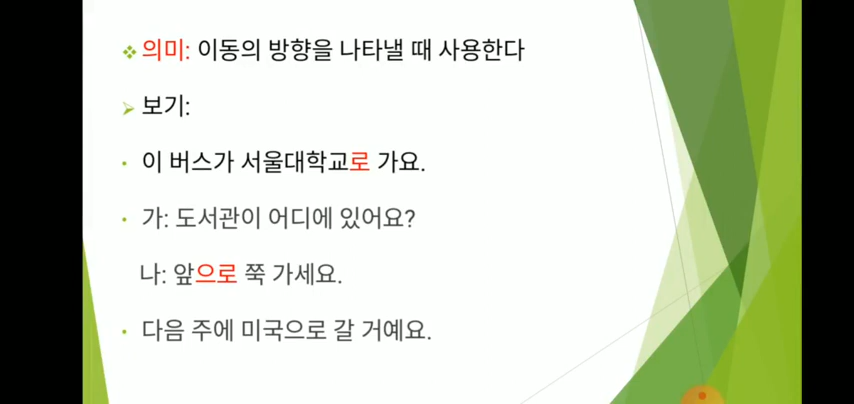 의미: 이동의 방향을 나타낼 때 사용한다
보기:
이 버스가 서울대학교로 가요.
가: 도서관이 어디에 있어요?
나: 앞으로 쭉 가세요.
다음 주에 미국으로 갈 거예요.